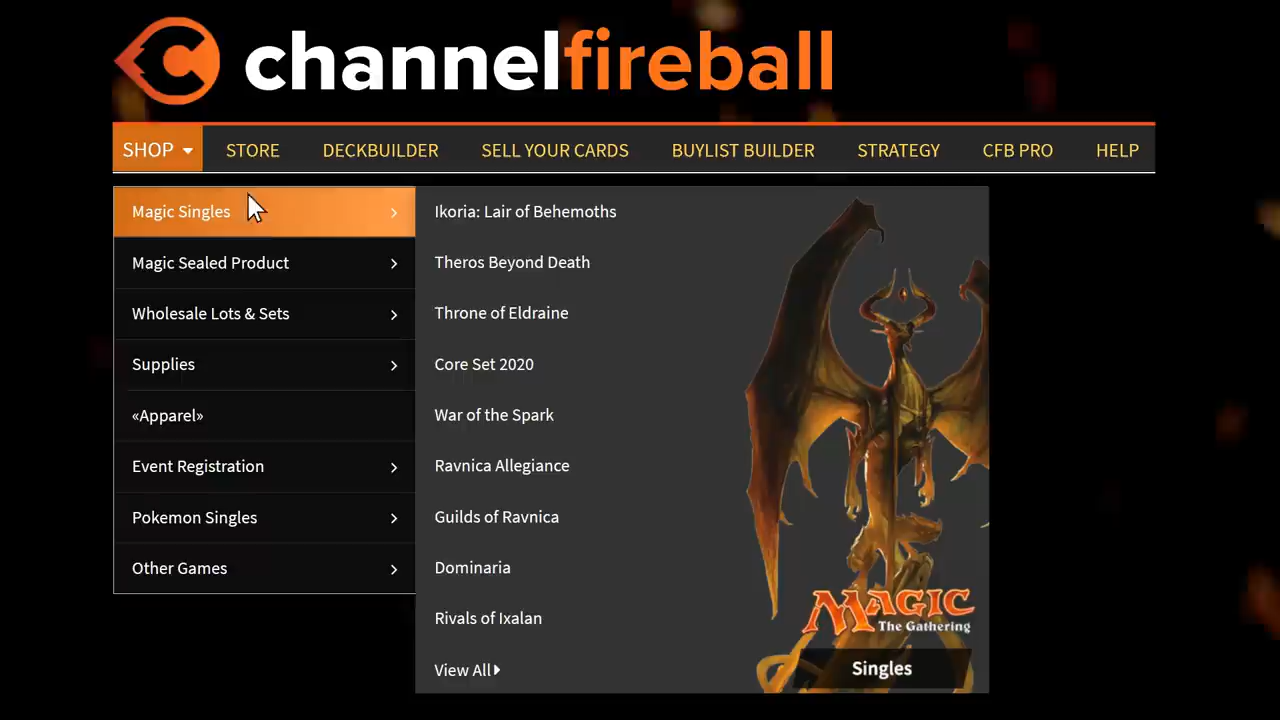 channelfireball
SHOP STORE DECKBUILDER SELL YOUR CARDS BUYLIST BUILDER STRATEGY CFB PRO HELP
Magic Singles
Magic Sealed Product
Wholesale Lots & Sets
Supplies
«Apparel»
Event Registration
Pokemon Singles
Other Games
Ikoria: Lair of Behemoths
Theros Beyond Death
Throne of Eldraine
Core Set 2020
War of the Spark
Ravnica Allegiance
Guilds of Ravnica
Dominaria
Rivals of Ixalan
View All
MAGIC
The Gathering
Singles